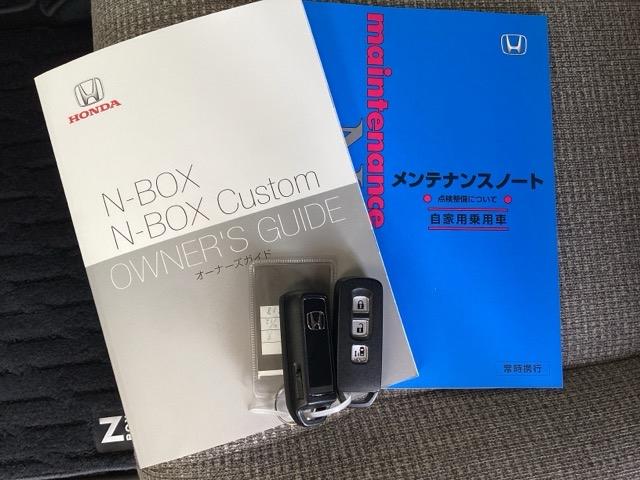 HONDA
N-BOX
N-BOX Custom
OWNER'S GUIDE
オーナーズガイド
maintenance
メンテナンスノート
点検整備について
自家用乗用車
常時携行